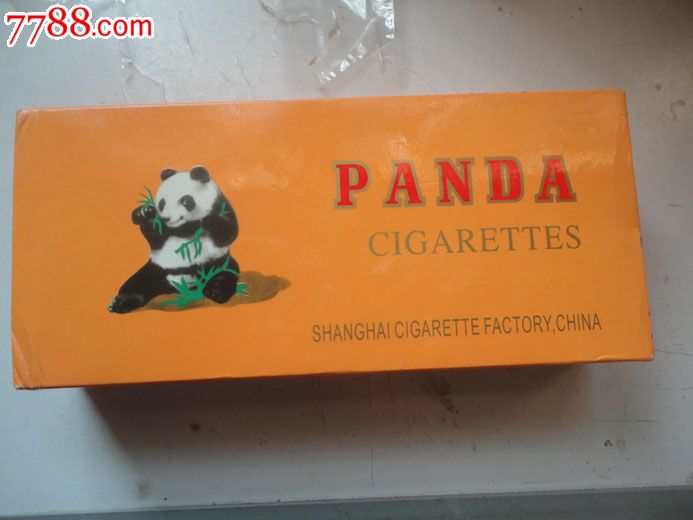 7788.com
PANDA
CIGARETTES
SHANGHAI CIGARETTE FACTORY,CHINA